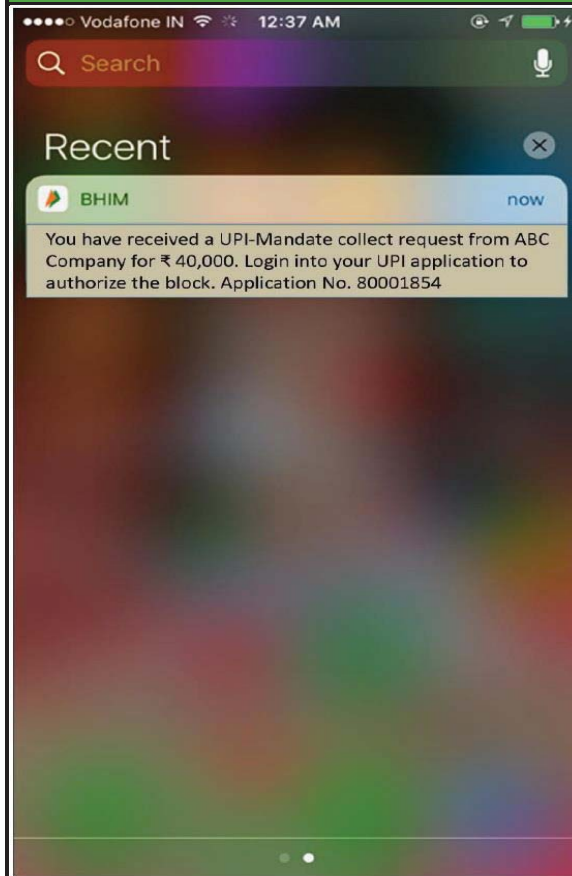 Vodafone IN 12:37 AM
Search
Recent
BHIM now
You have received a UPI-Mandate collect request from ABC
Company for ₹ 40,000. Login into your UPI application to
authorize the block. Application No. 80001854